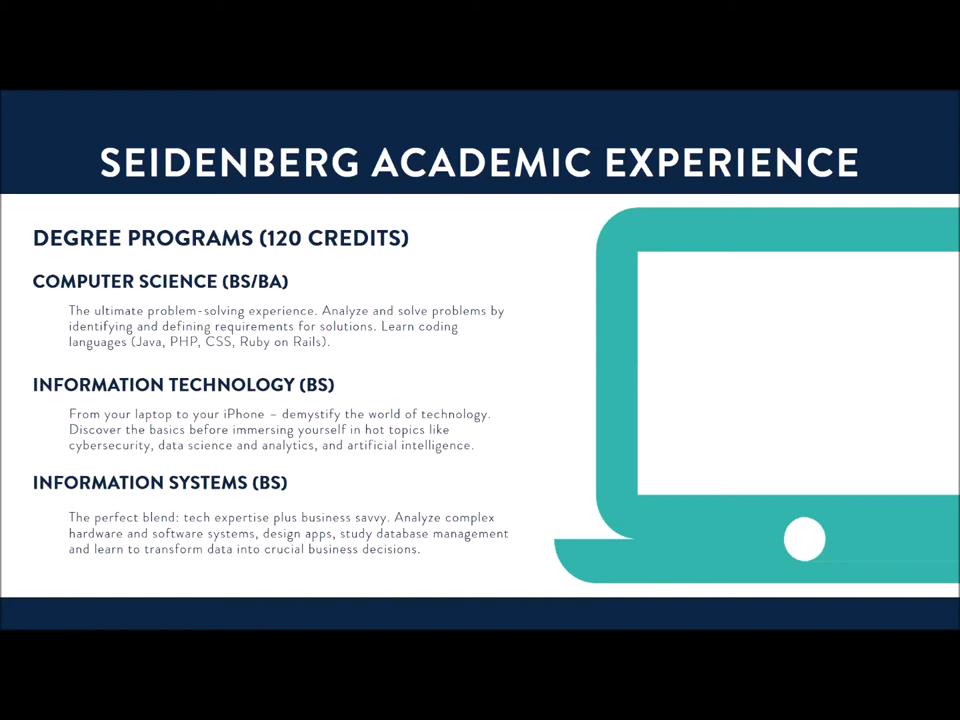 SEIDENBERG ACADEMIC EXPERIENCE
DEGREE PROGRAMS (120 CREDITS)
COMPUTER SCIENCE (BS/BA)
The ultimate problem-solving experience. Analyze and solve problems by
identifying and defining requirements for solutions. Learn coding
languages (Java, PHP, CSS, Ruby on Rails).
INFORMATION TECHNOLOGY (BS)
From your laptop to your iPhone – demystify the world of technology.
Discover the basics before immersing yourself in hot topics like
cybersecurity, data science and analytics, and artificial intelligence.
INFORMATION SYSTEMS (BS)
The perfect blend: tech expertise plus business savvy. Analyze complex
hardware and software systems, design apps, study database management
and learn to transform data into crucial business decisions.